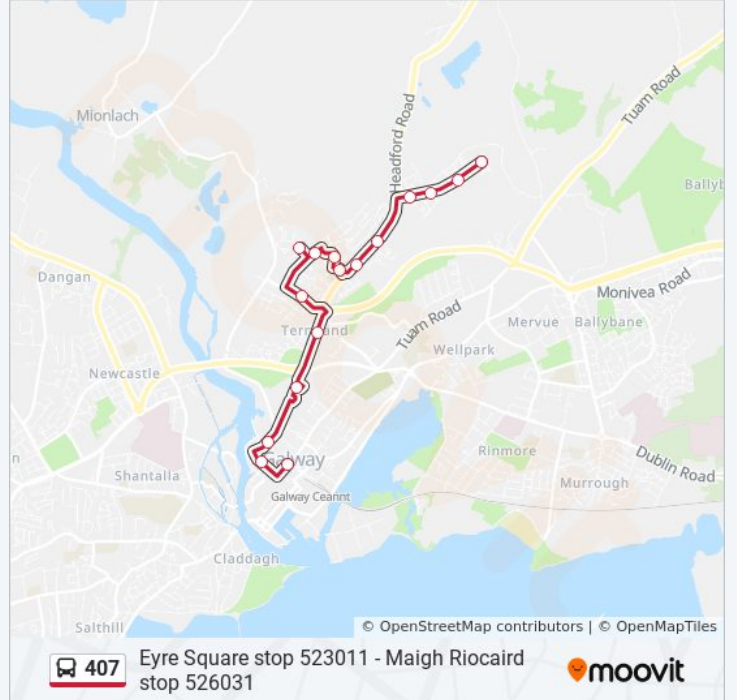 Mionlach
Headford Road
Tuam Road
Ballyb
Dangan
Monivea Road
Tuam Road
Mervue
Ballybane
Wellpark
Newcastle
Rinmore
Dublin Road
Galway
n
Shantalla
Murrough
Galway Ceannt
Claddagh
Salthill
© OpenStreetMap contributors | © OpenMapTiles
407
Eyre Square stop 523011 - Maigh Riocaird
stop 526031
moovit